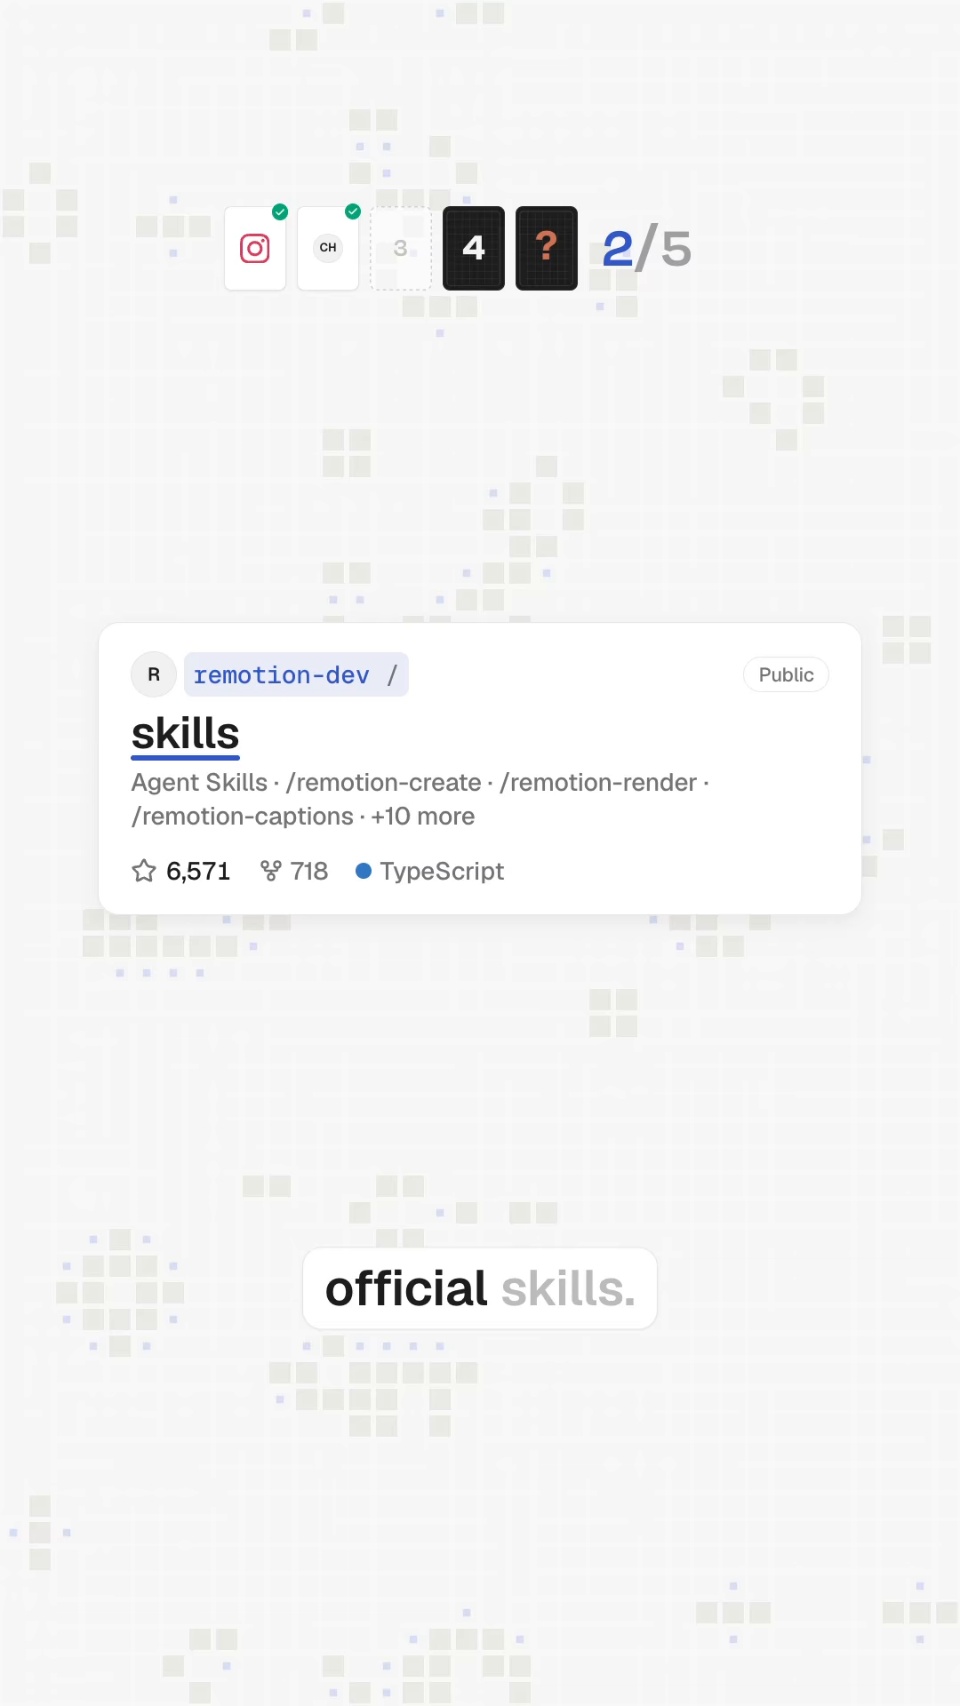 CH
3
4
?
2/5
R
remotion-dev /
Public
skills
Agent Skills · /remotion-create · /remotion-render ·
/remotion-captions · +10 more
6,571
718
TypeScript
official skills.